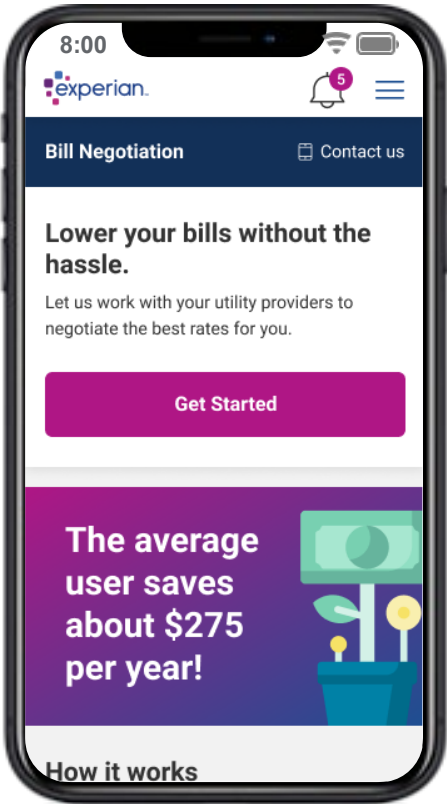 8:00
experian.
5
Bill Negotiation
Contact us
Lower your bills without the
hassle.
Let us work with your utility providers to
negotiate the best rates for you.
Get Started
The average
user saves
about $275
per year!
How it works